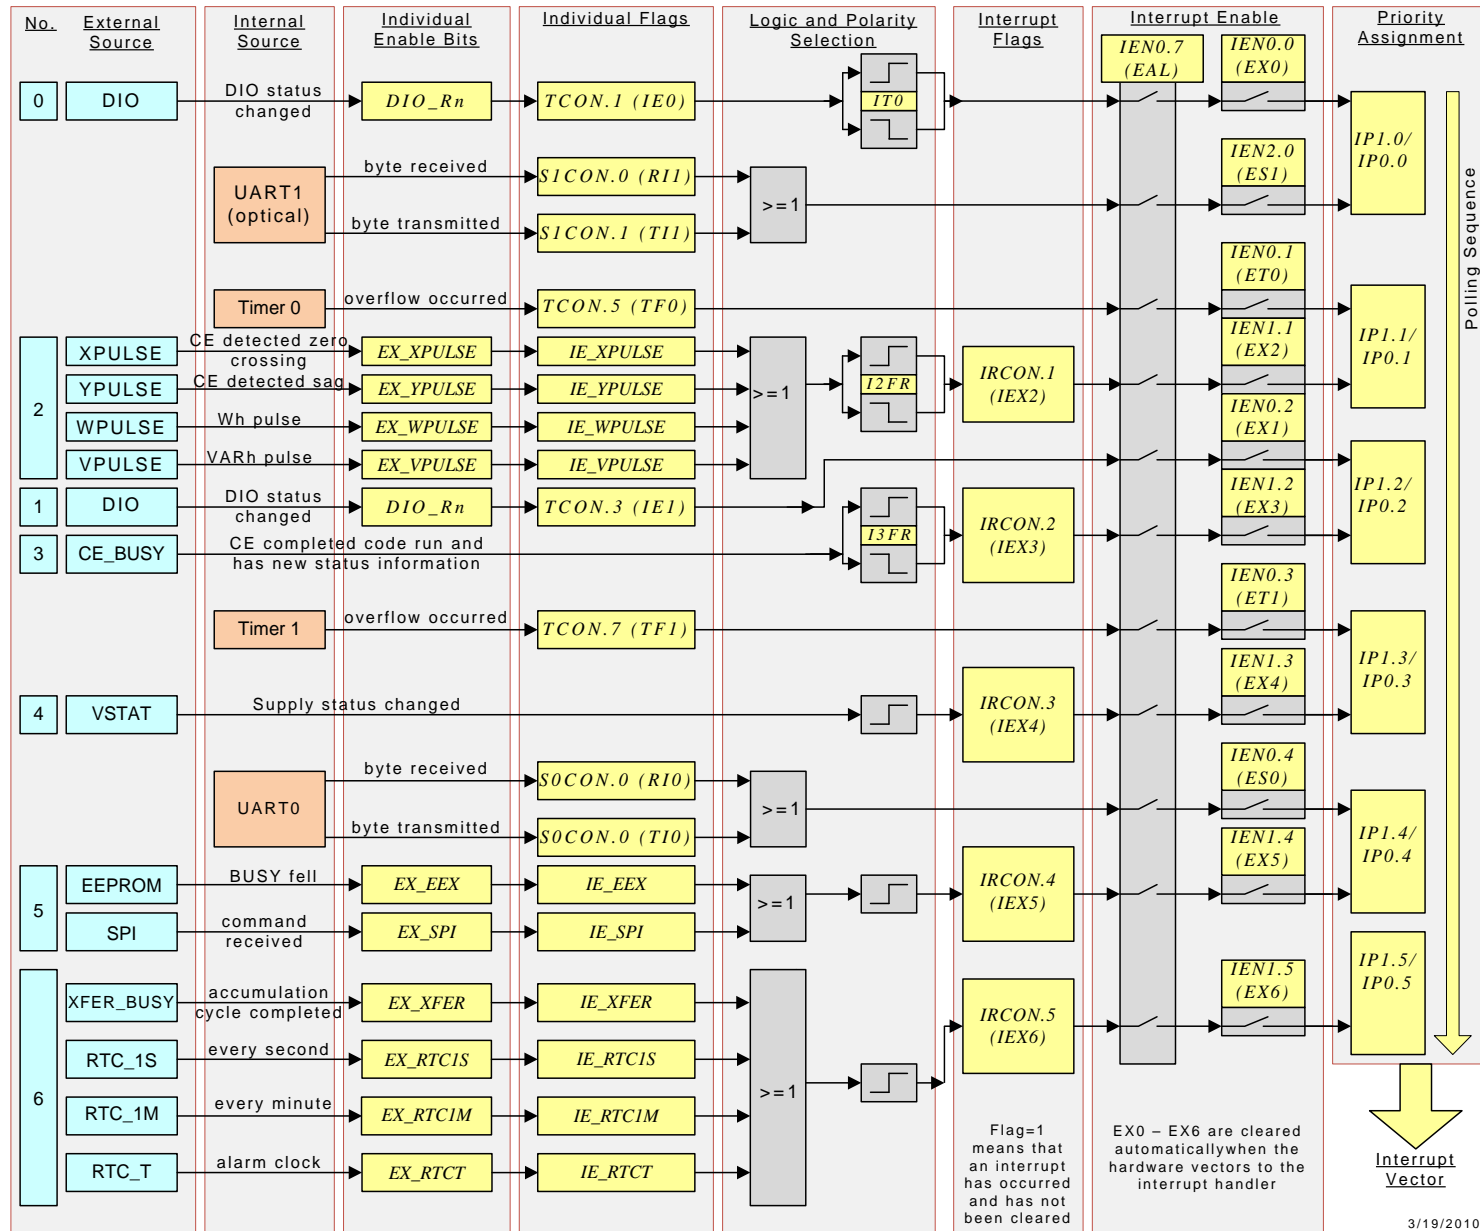 No.
External
Source
Internal
Source
Individual
Enable Bits
Individual Flags
Logic and Polarity
Selection
Interrupt
Flags
Interrupt Enable
Priority
Assignment
IEN0.7
(EAL)
IEN0.0
(EX0)
0
DIO
DIO status
changed
DIO_Rn
TCON.1 (IE0)
IT0
IP1.0/
IP0.0
UART1
(optical)
byte received
S1CON.0 (RI1)
byte transmitted
S1CON.1 (TI1)
>=1
IEN2.0
(ES1)
Polling Sequence
Timer 0
overflow occurred
TCON.5 (TF0)
IEN0.1
(ET0)
IP1.1/
IP0.1
2
XPULSE
CE detected zero
crossing
EX_XPULSE
IE_XPULSE
YPULSE
CE detected sag
EX_YPULSE
IE_YPULSE
WPULSE
Wh pulse
EX_WPULSE
IE_WPULSE
VPULSE
VARh pulse
EX_VPULSE
IE_VPULSE
>=1
I2FR
IRCON.1
(IEX2)
IEN1.1
(EX2)
1
DIO
DIO status
changed
DIO_Rn
TCON.3 (IE1)
IEN0.2
(EX1)
IP1.2/
IP0.2
3
CE_BUSY
CE completed code run and
has new status information
I3FR
IRCON.2
(IEX3)
IEN1.2
(EX3)
Timer 1
overflow occurred
TCON.7 (TF1)
IEN0.3
(ET1)
IP1.3/
IP0.3
4
VSTAT
Supply status changed
IRCON.3
(IEX4)
IEN1.3
(EX4)
UART0
byte received
S0CON.0 (RI0)
byte transmitted
S0CON.0 (TI0)
>=1
IEN0.4
(ES0)
IP1.4/
IP0.4
5
EEPROM
BUSY fell
EX_EEX
IE_EEX
SPI
command
received
EX_SPI
IE_SPI
>=1
IRCON.4
(IEX5)
IEN1.4
(EX5)
6
XFER_BUSY
accumulation
cycle completed
EX_XFER
IE_XFER
RTC_1S
every second
EX_RTC1S
IE_RTC1S
RTC_1M
every minute
EX_RTC1M
IE_RTC1M
RTC_T
alarm clock
EX_RTCT
IE_RTCT
>=1
IRCON.5
(IEX6)
IEN1.5
(EX6)
IP1.5/
IP0.5
Flag=1
means that
an interrupt
has occurred
and has not
been cleared
EX0 – EX6 are cleared
automaticallywhen the
hardware vectors to the
interrupt handler
Interrupt
Vector
3/19/2010